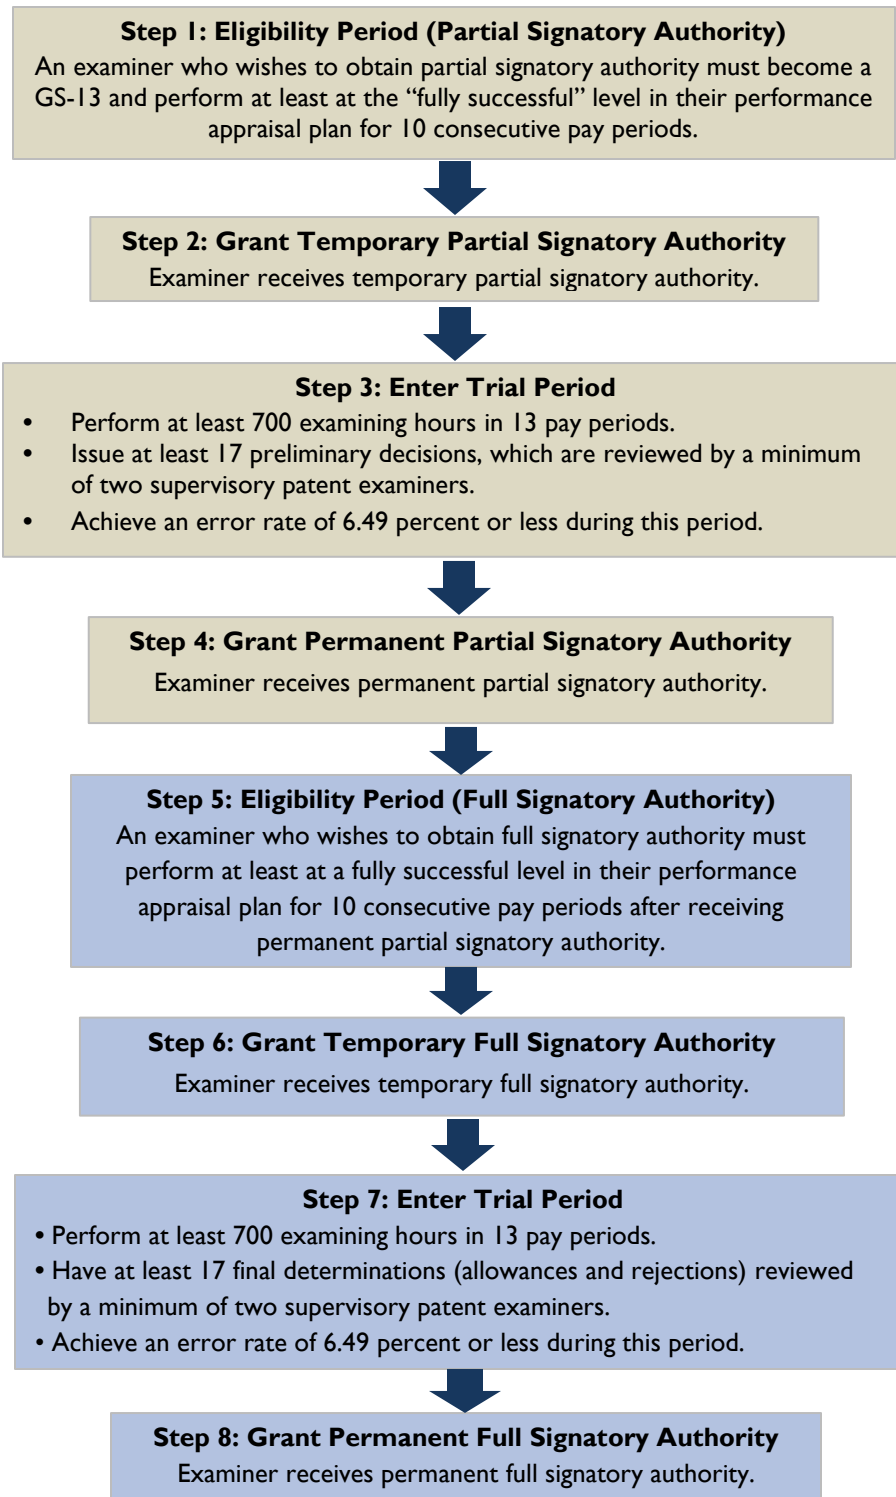 Step 1: Eligibility Period (Partial Signatory Authority)
An examiner who wishes to obtain partial signatory authority must become a
GS-13 and perform at least at the “fully successful” level in their performance
appraisal plan for 10 consecutive pay periods.
Step 2: Grant Temporary Partial Signatory Authority
Examiner receives temporary partial signatory authority.
Step 3: Enter Trial Period
• Perform at least 700 examining hours in 13 pay periods.
• Issue at least 17 preliminary decisions, which are reviewed by a minimum
of two supervisory patent examiners.
• Achieve an error rate of 6.49 percent or less during this period.
Step 4: Grant Permanent Partial Signatory Authority
Examiner receives permanent partial signatory authority.
Step 5: Eligibility Period (Full Signatory Authority)
An examiner who wishes to obtain full signatory authority must
perform at least at a fully successful level in their performance
appraisal plan for 10 consecutive pay periods after receiving
permanent partial signatory authority.
Step 6: Grant Temporary Full Signatory Authority
Examiner receives temporary full signatory authority.
Step 7: Enter Trial Period
• Perform at least 700 examining hours in 13 pay periods.
• Have at least 17 final determinations (allowances and rejections) reviewed
by a minimum of two supervisory patent examiners.
• Achieve an error rate of 6.49 percent or less during this period.
Step 8: Grant Permanent Full Signatory Authority
Examiner receives permanent full signatory authority.